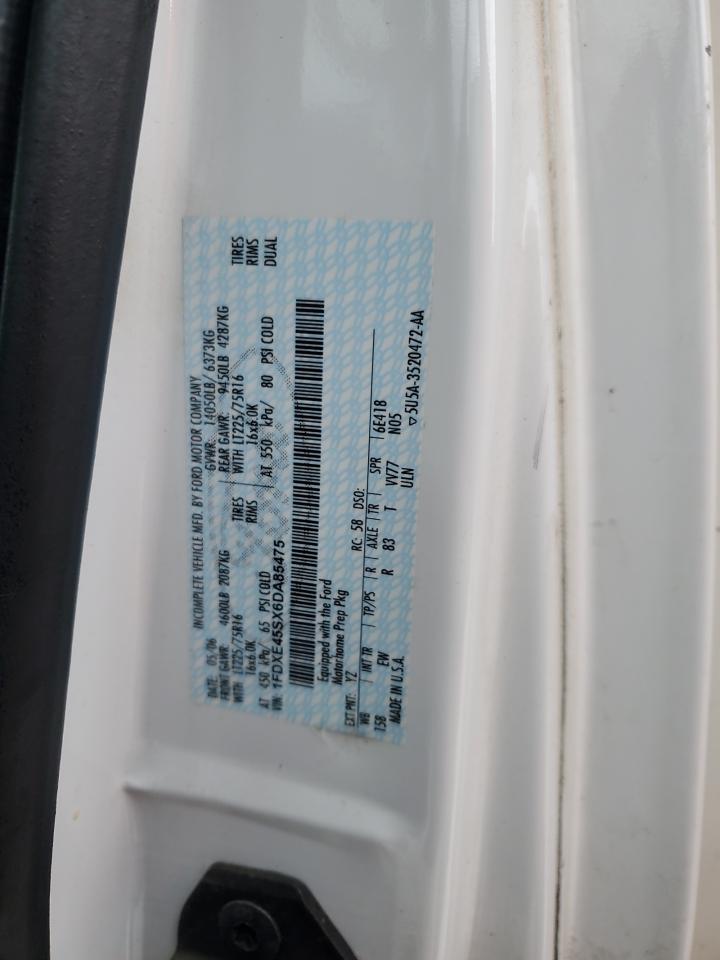 INCOMPLETE VEHICLE MFD. BY FORD MOTOR COMPANY
DATE: 05/06 GVWR: 14050LB/ 6373KG
FRONT GAWR: 4600LB 2087KG REAR GAWR: 9450LB 4287KG
WITH LT225/75R16 TIRES WITH LT225/75R16 TIRES
16x6.0K RIMS 16x6.0K RIMS
AT 450 kPa/ 65 PSI COLD AT 550 kPa/ 80 PSI COLD DUAL
VIN: 1FDXE45SX6DA85475
Equipped with the Ford
Motorhome Prep Pkg
EXT PNT: YZ RC: 58 DSO:
WB INT TR TP/PS R AXLE TR SPR 6E418
158 EW R 83 T VV77 N05
MADE IN U.S.A. ULN
▽5U5A-3520472-AA